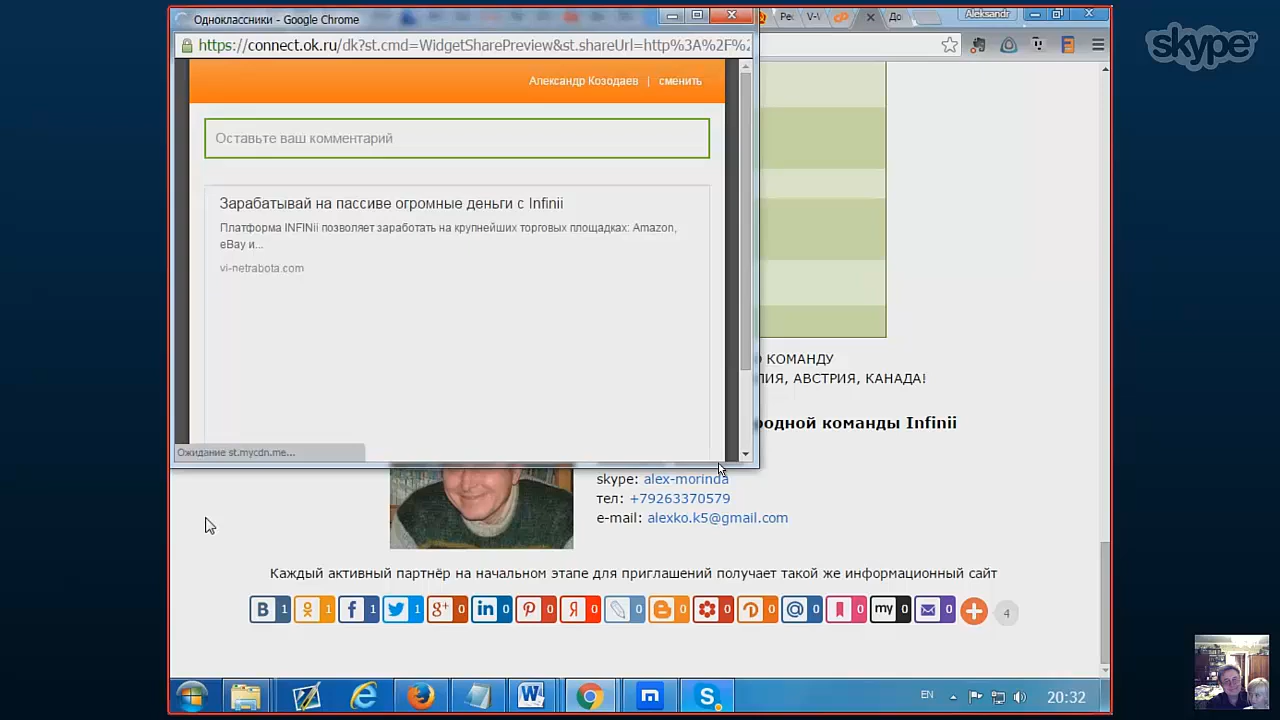 Одноклассники - Google Chrome
Aleksandr
skype™
https://connect.ok.ru/dk?st.cmd=WidgetSharePreview&st.shareUrl=http%3A%2F%2
Александр Козодаев | сменить
Оставьте ваш комментарий
Зарабатывай на пассиве огромные деньги с Infinii
Платформа INFINii позволяет заработать на крупнейших торговых площадках: Amazon,
eBay и...
vi-netrabota.com
КОМАНДУ
АВСТРИЯ, КАНАДА!
одной команды Infinii
Ожидание st.mycdn.me...
skype: alex-morinda
тел: +79263370579
e-mail: alexko.k5@gmail.com
Каждый активный партнёр на начальном этапе для приглашений получает такой же информационный сайт
1 1 1 1 0 0 0 0 0 0 0 0 0 0 my 0 0 4
EN 20:32